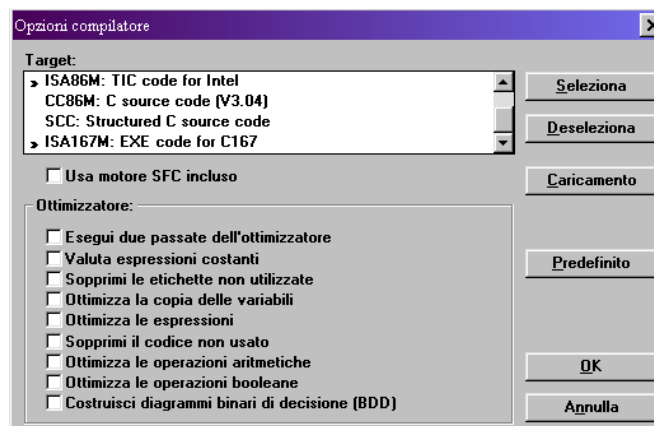 Opzioni compilatore
Target:
ISA86M: TIC code for Intel
CC86M: C source code (V3.04)
SCC: Structured C source code
ISA167M: EXE code for C167
Seleziona
Deseleziona
Caricamento
Usa motore SFC incluso
Ottimizzatore:
Esegui due passate dell'ottimizzatore
Valuta espressioni costanti
Sopprimi le etichette non utilizzate
Ottimizza la copia delle variabili
Ottimizza le espressioni
Sopprimi il codice non usato
Ottimizza le operazioni aritmetiche
Ottimizza le operazioni booleane
Costruisci diagrammi binari di decisione (BDD)
Predefinito
OK
Annulla